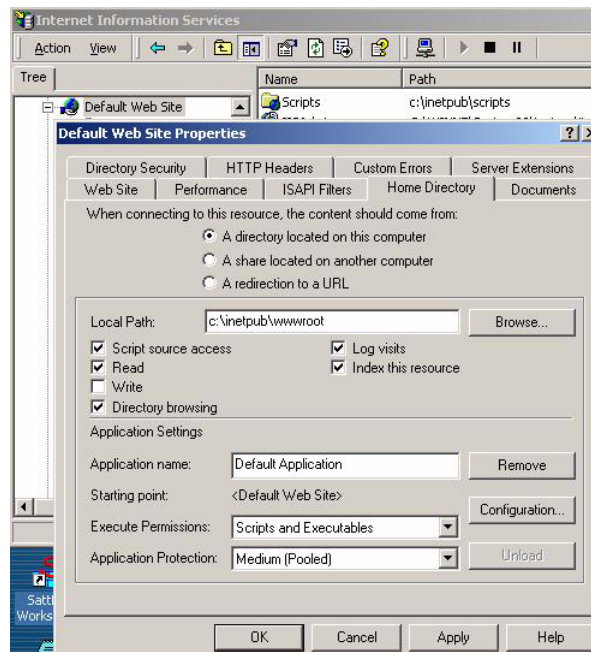 Internet Information Services
Action View
Tree Name Path
Default Web Site Scripts c:\inetpub\scripts
Default Web Site Properties
Directory Security HTTP Headers Custom Errors Server Extensions
Web Site Performance ISAPI Filters Home Directory Documents
When connecting to this resource, the content should come from:
A directory located on this computer
A share located on another computer
A redirection to a URL
Local Path: c:\inetpub\wwwroot Browse...
Script source access Log visits
Read Index this resource
Write
Directory browsing
Application Settings
Application name: Default Application Remove
Starting point: <Default Web Site>
Configuration...
Execute Permissions: Scripts and Executables
Application Protection: Medium (Pooled) Unload
OK Cancel Apply Help